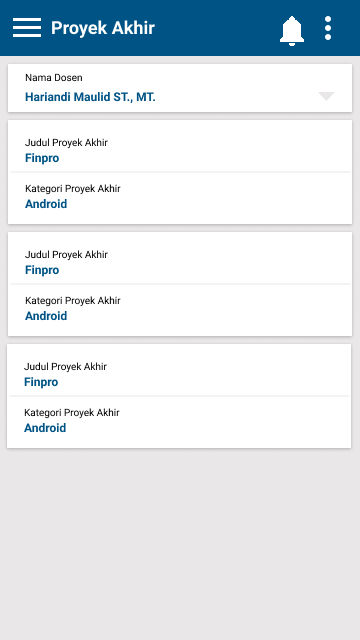 Proyek Akhir
Nama Dosen
Hariandi Maulid ST., MT.
Judul Proyek Akhir
Finpro
Kategori Proyek Akhir
Android
Judul Proyek Akhir
Finpro
Kategori Proyek Akhir
Android
Judul Proyek Akhir
Finpro
Kategori Proyek Akhir
Android